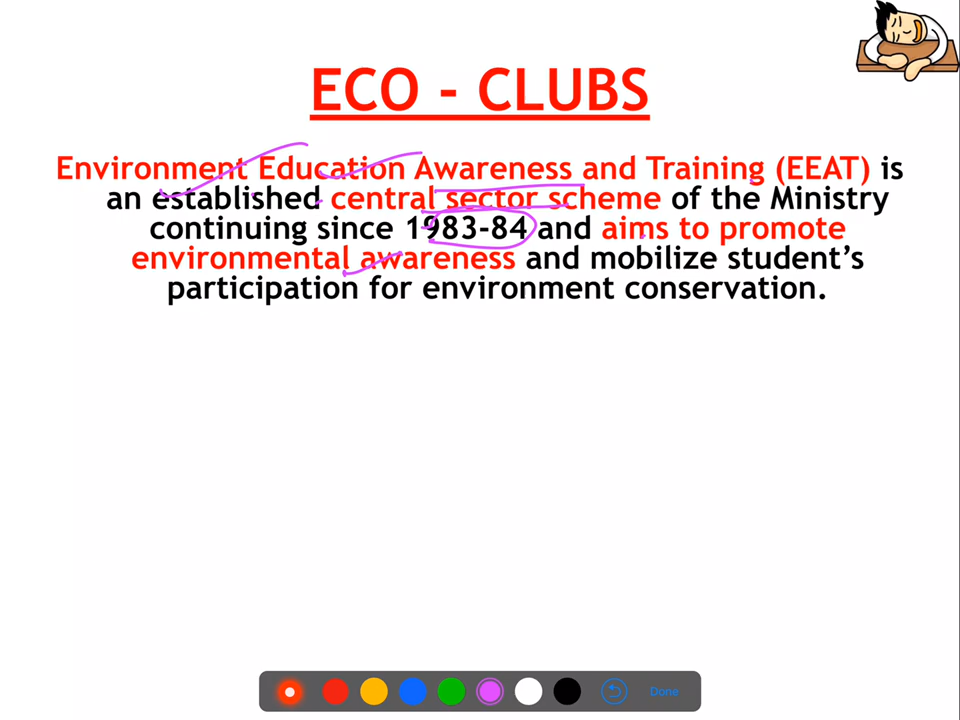 ECO - CLUBS
Environment Education Awareness and Training (EEAT) is
an established central sector scheme of the Ministry
continuing since 1983-84 and aims to promote
environmental awareness and mobilize student’s
participation for environment conservation.
Done